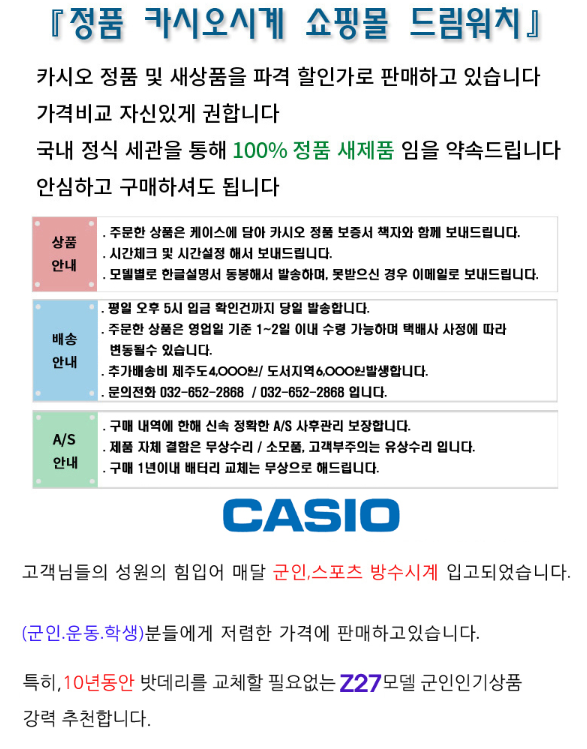 『정품 카시오시계 쇼핑몰 드림워치』
카시오 정품 및 새상품을 파격 할인가로 판매하고 있습니다
가격비교 자신있게 권합니다
국내 정식 세관을 통해 100% 정품 새제품 임을 약속드립니다
안심하고 구매하셔도 됩니다
상품
안내
. 주문한 상품은 케이스에 담아 카시오 정품 보증서 책자와 함께 보내드립니다.
. 시간체크 및 시간설정 해서 보내드립니다.
. 모델별로 한글설명서 동봉해서 발송하며, 못받으신 경우 이메일로 보내드립니다.
배송
안내
. 평일 오후 5시 입금 확인건까지 당일 발송합니다.
. 주문한 상품은 영업일 기준 1~2일 이내 수령 가능하며 택배사 사정에 따라
변동될수 있습니다.
. 추가배송비 제주도4,000원/ 도서지역6,000원발생합니다.
. 문의전화 032-652-2868 / 032-652-2868 입니다.
A/S
안내
. 구매 내역에 한해 신속 정확한 A/S 사후관리 보장합니다.
. 제품 자체 결함은 무상수리 / 소모품, 고객부주의는 유상수리 입니다.
. 구매 1년이내 배터리 교체는 무상으로 해드립니다.
CASIO
고객님들의 성원의 힘입어 매달 군인,스포츠 방수시계 입고되었습니다.
(군인.운동.학생)분들에게 저렴한 가격에 판매하고있습니다.
특히,10년동안 밧데리를 교체할 필요없는 Z27모델 군인인기상품
강력 추천합니다.